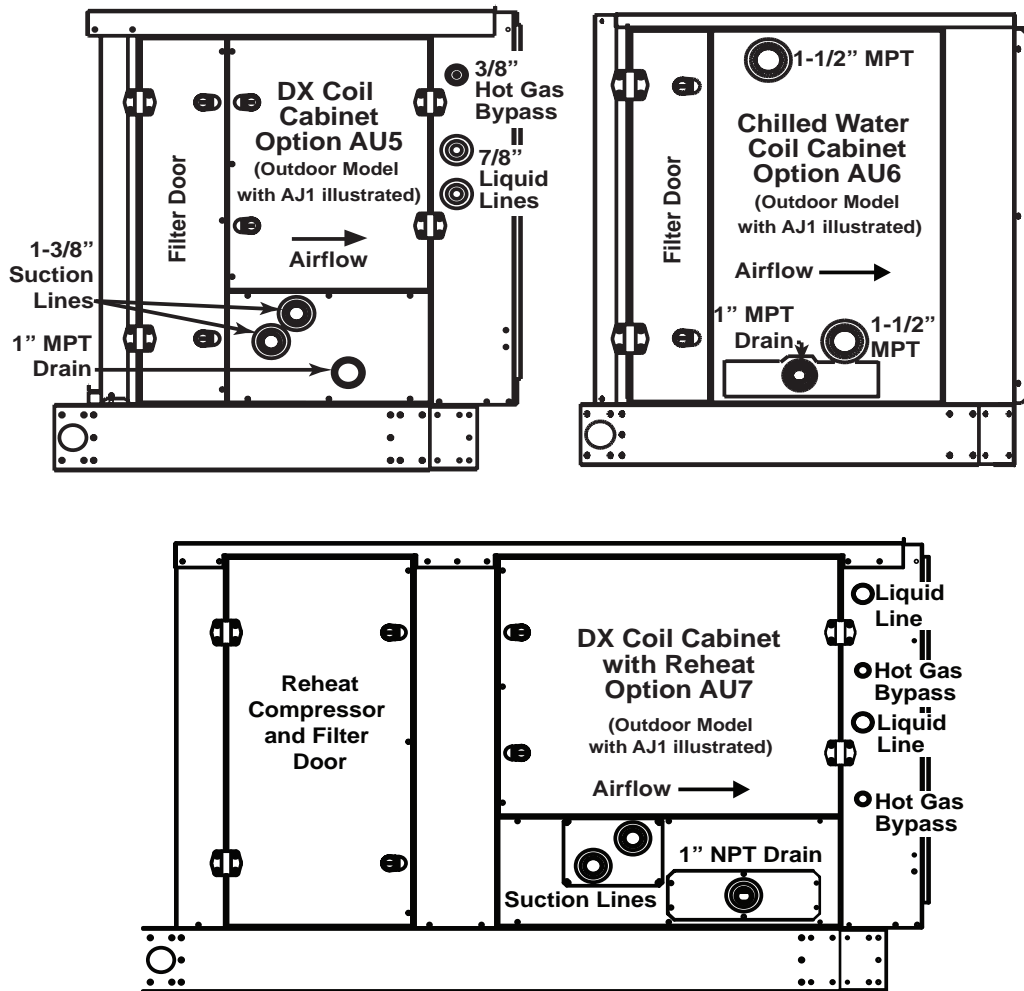 3/8”
Hot Gas
Bypass
DX Coil
Cabinet
Option AU5
(Outdoor Model
with AJ1 illustrated)
7/8”
Liquid
Lines
Filter Door
Airflow
1-3/8”
Suction
Lines
1” MPT
Drain
1-1/2” MPT
Chilled Water
Coil Cabinet
Option AU6
(Outdoor Model
with AJ1 illustrated)
Filter Door
Airflow
1” MPT
Drain
1-1/2”
MPT
Reheat
Compressor
and Filter
Door
DX Coil Cabinet
with Reheat
Option AU7
(Outdoor Model
with AJ1 illustrated)
Airflow
Liquid
Line
Hot Gas
Bypass
Liquid
Line
Hot Gas
Bypass
1” NPT Drain
Suction Lines